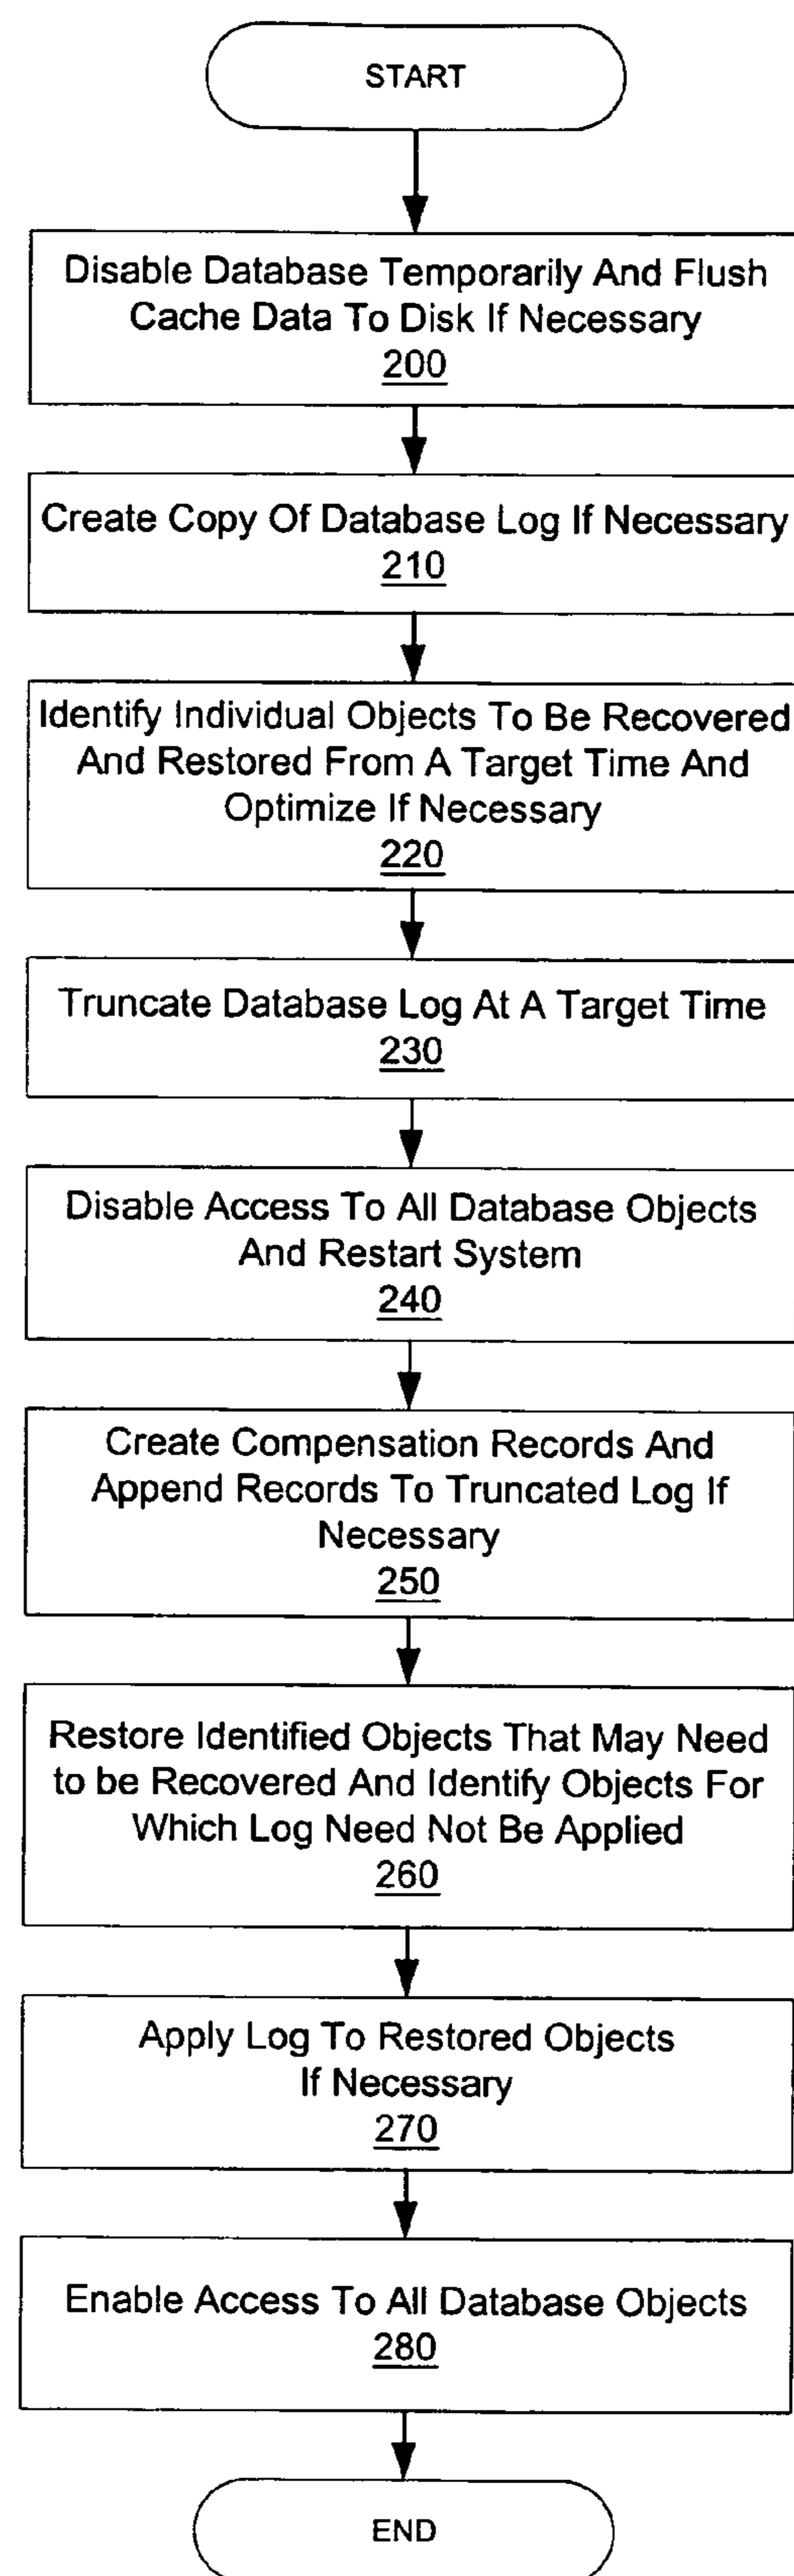 START
Disable Database Temporarily And Flush
Cache Data To Disk If Necessary
200
Create Copy Of Database Log If Necessary
210
Identify Individual Objects To Be Recovered
And Restored From A Target Time And
Optimize If Necessary
220
Truncate Database Log At A Target Time
230
Disable Access To All Database Objects
And Restart System
240
Create Compensation Records And
Append Records To Truncated Log If
Necessary
250
Restore Identified Objects That May Need
to be Recovered And Identify Objects For
Which Log Need Not Be Applied
260
Apply Log To Restored Objects
If Necessary
270
Enable Access To All Database Objects
280
END